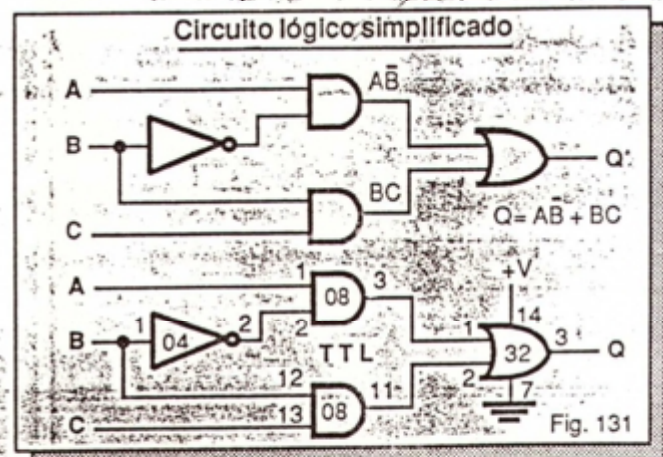 Circuito lógico simplificado
A
AB̅
B
Q
BC
C
Q= AB̅ + BC
+V
A
1
08
3
14
B
1
04
2
2
TTL
1
32
3
Q
12
11
2
7
C
13
08
Fig. 131